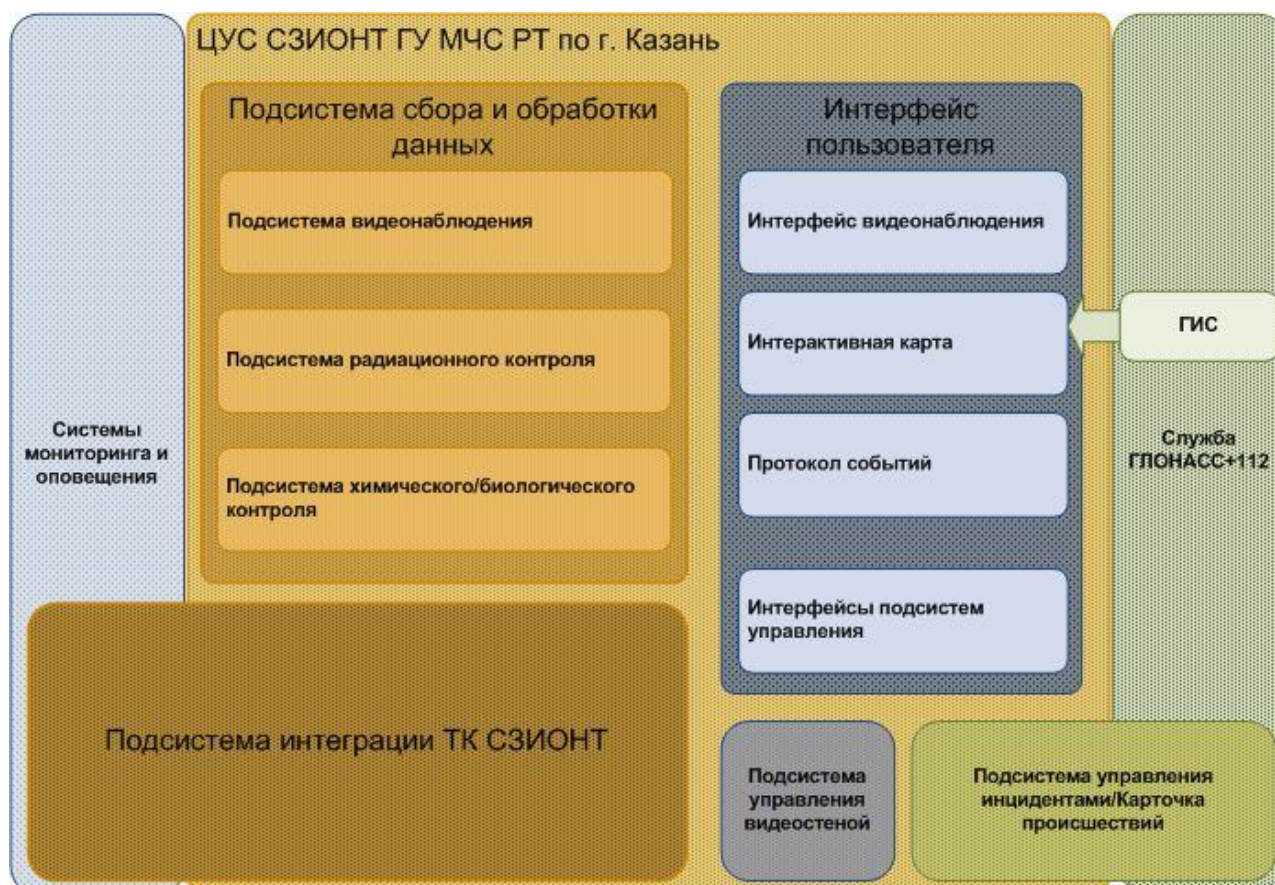 ЦУС СЗИОНТ ГУ МЧС РТ по г. Казань
Подсистема сбора и обработки
данных
Подсистема видеонаблюдения
Подсистема радиационного контроля
Подсистема химического/биологического
контроля
Интерфейс
пользователя
Интерфейс видеонаблюдения
Интерактивная карта
Протокол событий
Интерфейсы подсистем
управления
ГИС
Служба
ГЛОНАСС+112
Системы
мониторинга и
оповещения
Подсистема интеграции ТК СЗИОНТ
Подсистема
управления
видеостеной
Подсистема управления
инцидентами/Карточка
происшествий